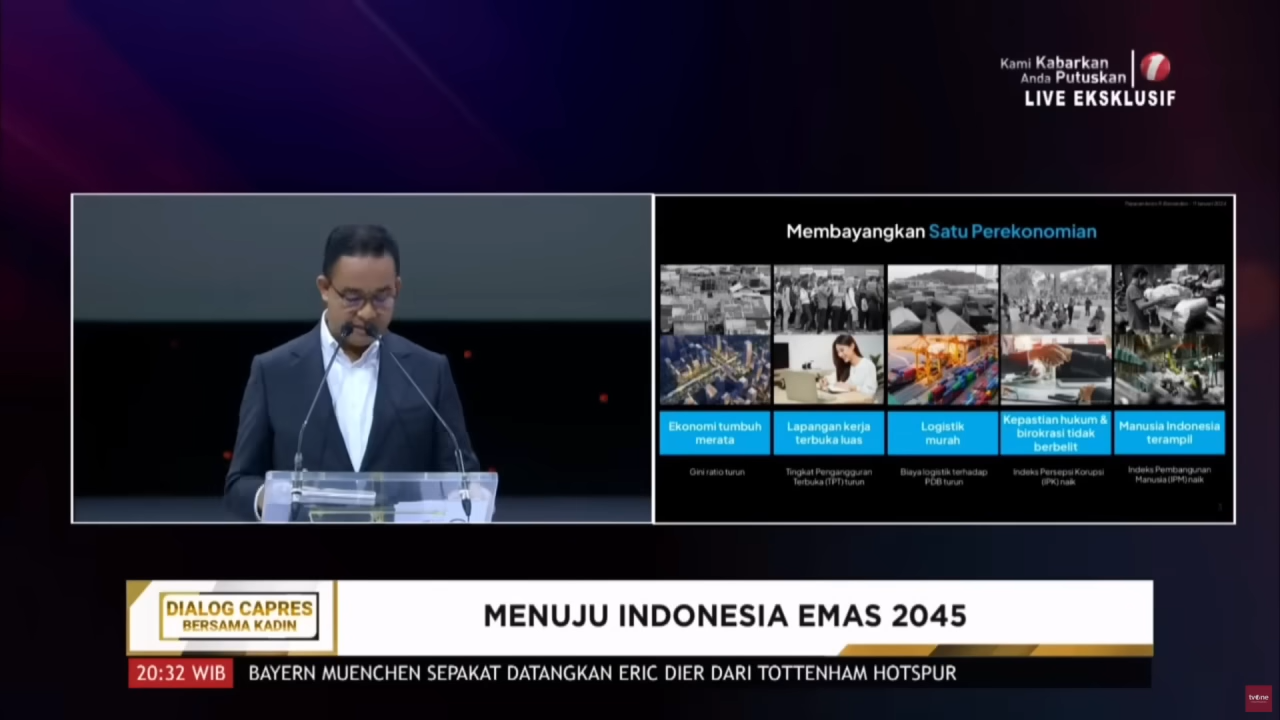 Kami Kabarkan
Anda Putuskan
1
LIVE EKSKLUSIF
Membayangkan Satu Perekonomian
Ekonomi tumbuh
merata
Lapangan kerja
terbuka luas
Logistik
murah
Kepastian hukum &
birokrasi tidak
berbelit
Manusia Indonesia
terampil
Gini ratio turun
Tingkat Pengangguran
Terbuka (TPT) turun
Biaya logistik terhadap
PDB turun
Indeks Persepsi Korupsi
(IPK) naik
Indeks Pembangunan
Manusia (IPM) naik
DIALOG CAPRES
BERSAMA KADIN
MENUJU INDONESIA EMAS 2045
20:32 WIB
BAYERN MUENCHEN SEPAKAT DATANGKAN ERIC DIER DARI TOTTENHAM HOTSPUR
tvOne